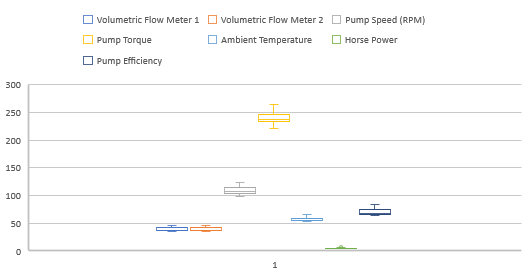 Volumetric Flow Meter 1 Volumetric Flow Meter 2 Pump Speed (RPM)
Pump Torque Ambient Temperature Horse Power
Pump Efficiency
300
250
200
150
100
50
0
1